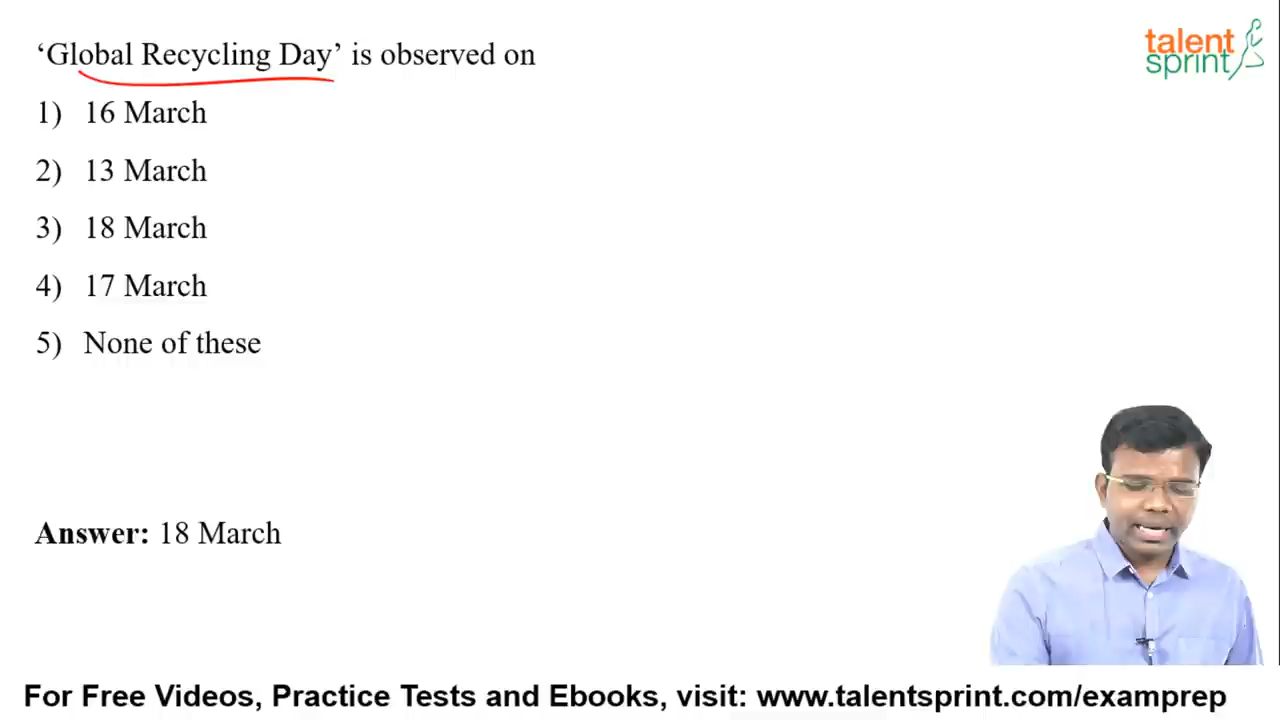 ‘Global Recycling Day’ is observed on
talent
sprint
1) 16 March
2) 13 March
3) 18 March
4) 17 March
5) None of these
Answer: 18 March
For Free Videos, Practice Tests and Ebooks, visit: www.talentsprint.com/examprep